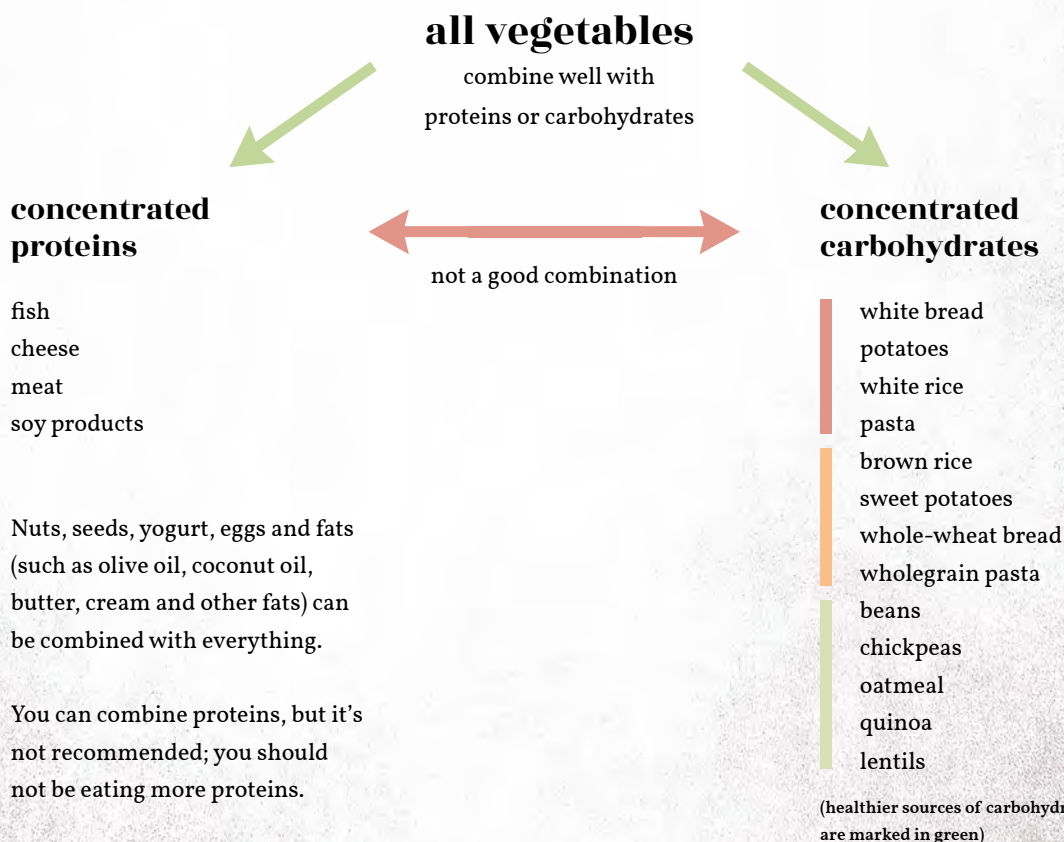 all vegetables
combine well with
proteins or carbohydrates
concentrated
proteins
not a good combination
concentrated
carbohydrates
fish
cheese
meat
soy products
Nuts, seeds, yogurt, eggs and fats
(such as olive oil, coconut oil,
butter, cream and other fats) can
be combined with everything.
You can combine proteins, but it’s
not recommended; you should
not be eating more proteins.
white bread
potatoes
white rice
pasta
brown rice
sweet potatoes
whole-wheat bread
wholegrain pasta
beans
chickpeas
oatmeal
quinoa
lentils
(healthier sources of
are marked in green)